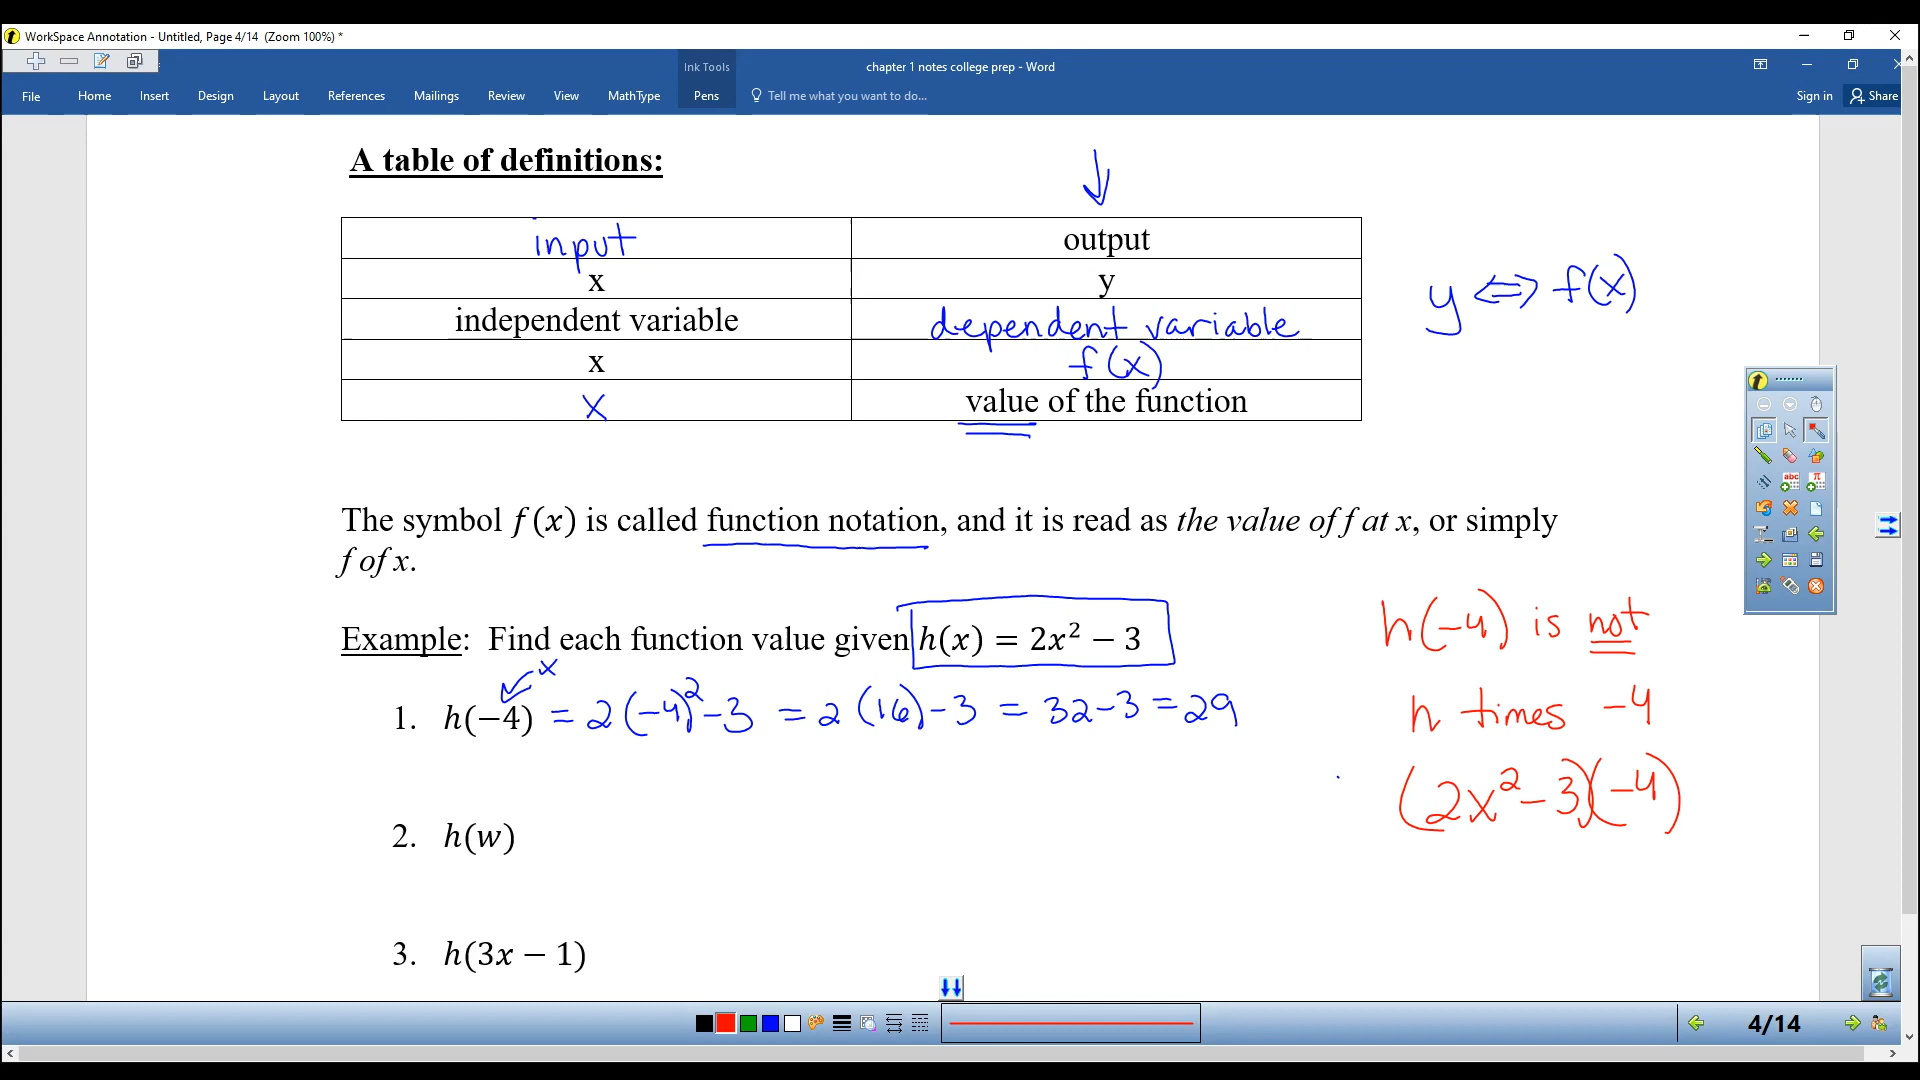 WorkSpace Annotation - Untitled, Page 4/14 (Zoom 100%) *
Ink Tools
chapter 1 notes college prep - Word
File Home Insert Design Layout References Mailings Review View MathType Pens Tell me what you want to do... Sign in Share
A table of definitions:
input output
x y
independent variable dependent variable
x f(x)
x value of the function
y ⇔ f(x)
The symbol f(x) is called function notation, and it is read as the value of f at x, or simply
f of x.
Example: Find each function value given h(x) = 2x² − 3
x
1. h(−4) = 2(−4)² − 3 = 2(16) − 3 = 32 − 3 = 29
h(−4) is not
h times −4
(2x² − 3)(−4)
2. h(w)
3. h(3x − 1)
4/14